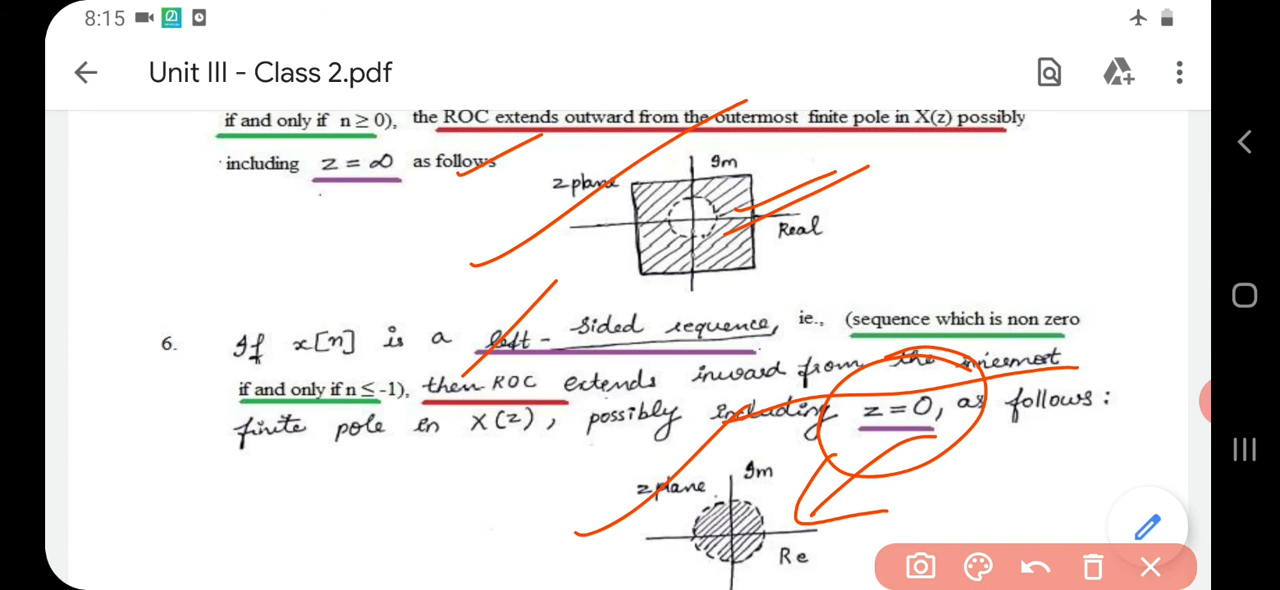 8:15
Unit III - Class 2.pdf
if and only if n ≥ 0), the ROC extends outward from the outermost finite pole in X(z) possibly
including z = ∞ as follows
z plane
Im
Real
6. If x[n] is a left - sided sequence, ie., (sequence which is non zero
if and only if n ≤ -1), then ROC extends inward from the innermost
finite pole in X(z), possibly including z = 0, as follows :
z plane
Im
Re